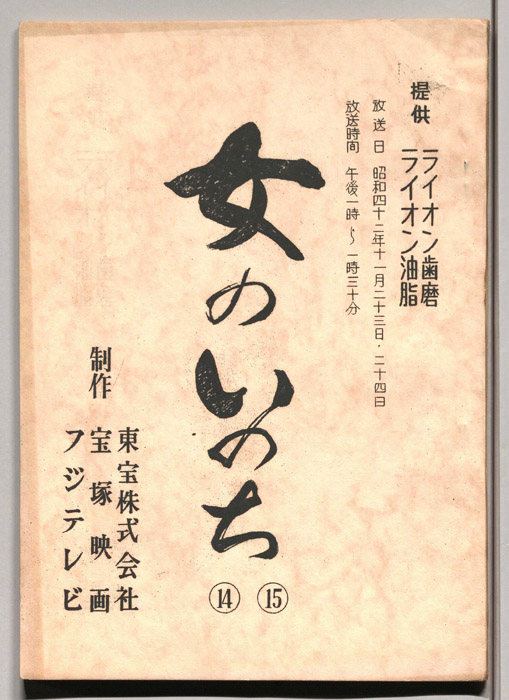 提供
ライオン歯磨
ライオン油脂
放送日 昭和四十二年十一月二十三日・二十四日
放送時間 午後一時より一時三十分
女のいのち
⑭ ⑮
制作
東宝株式会社
宝塚映画
フジテレビ